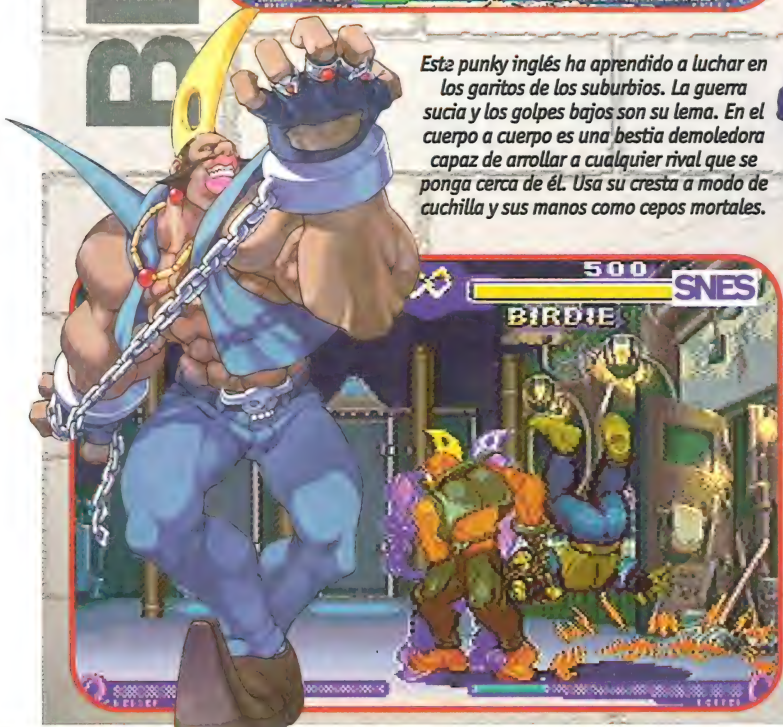 BI
Este punky inglés ha aprendido a luchar en
los garitos de los suburbios. La guerra
sucia y los golpes bajos son su lema. En el
cuerpo a cuerpo es una bestia demoledora
capaz de arrollar a cualquier rival que se
ponga cerca de él. Usa su cresta a modo de
cuchilla y sus manos como cepos mortales.
500
SNES
BIRDIE